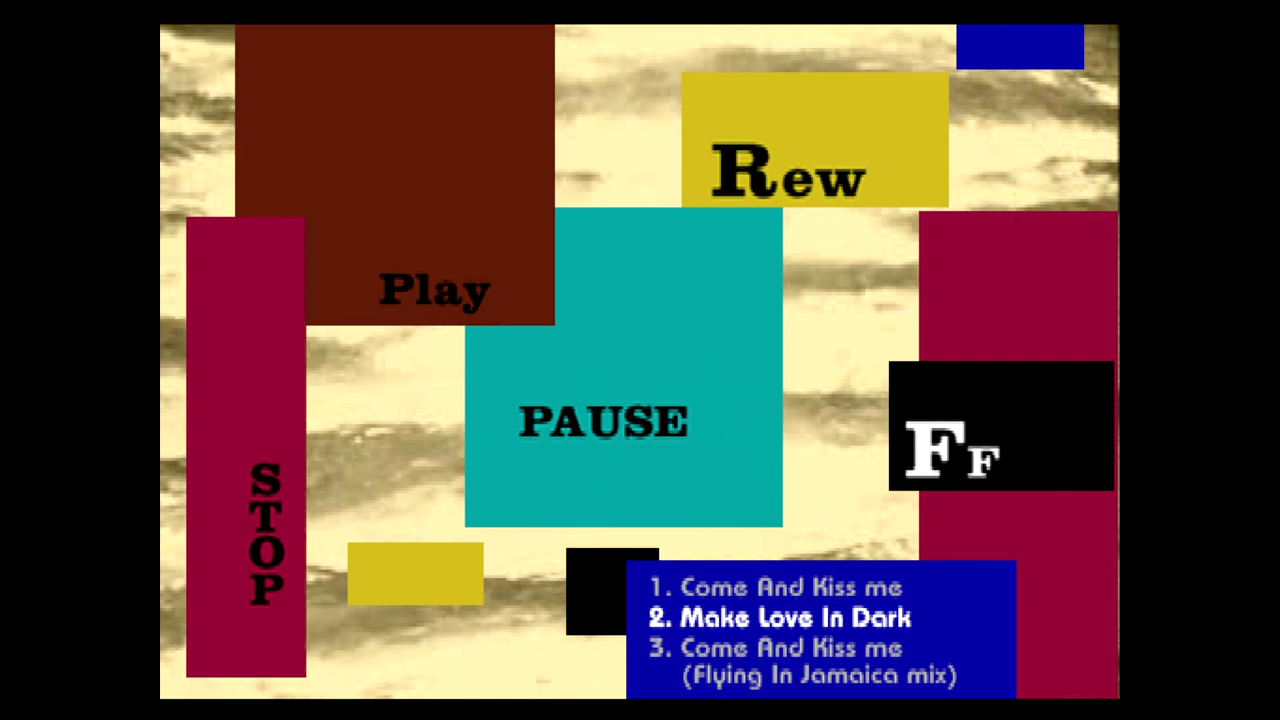 Rew
Play
PAUSE
FF
STOP
1. Come And Kiss me
2. Make Love In Dark
3. Come And Kiss me
(Flying In Jamaica mix)